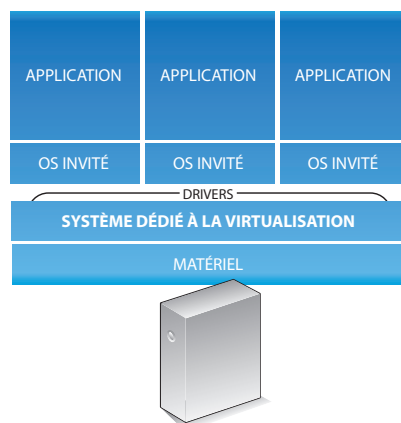 APPLICATION APPLICATION APPLICATION
OS INVITÉ OS INVITÉ OS INVITÉ
DRIVERS
SYSTÈME DÉDIÉ À LA VIRTUALISATION
MATÉRIEL